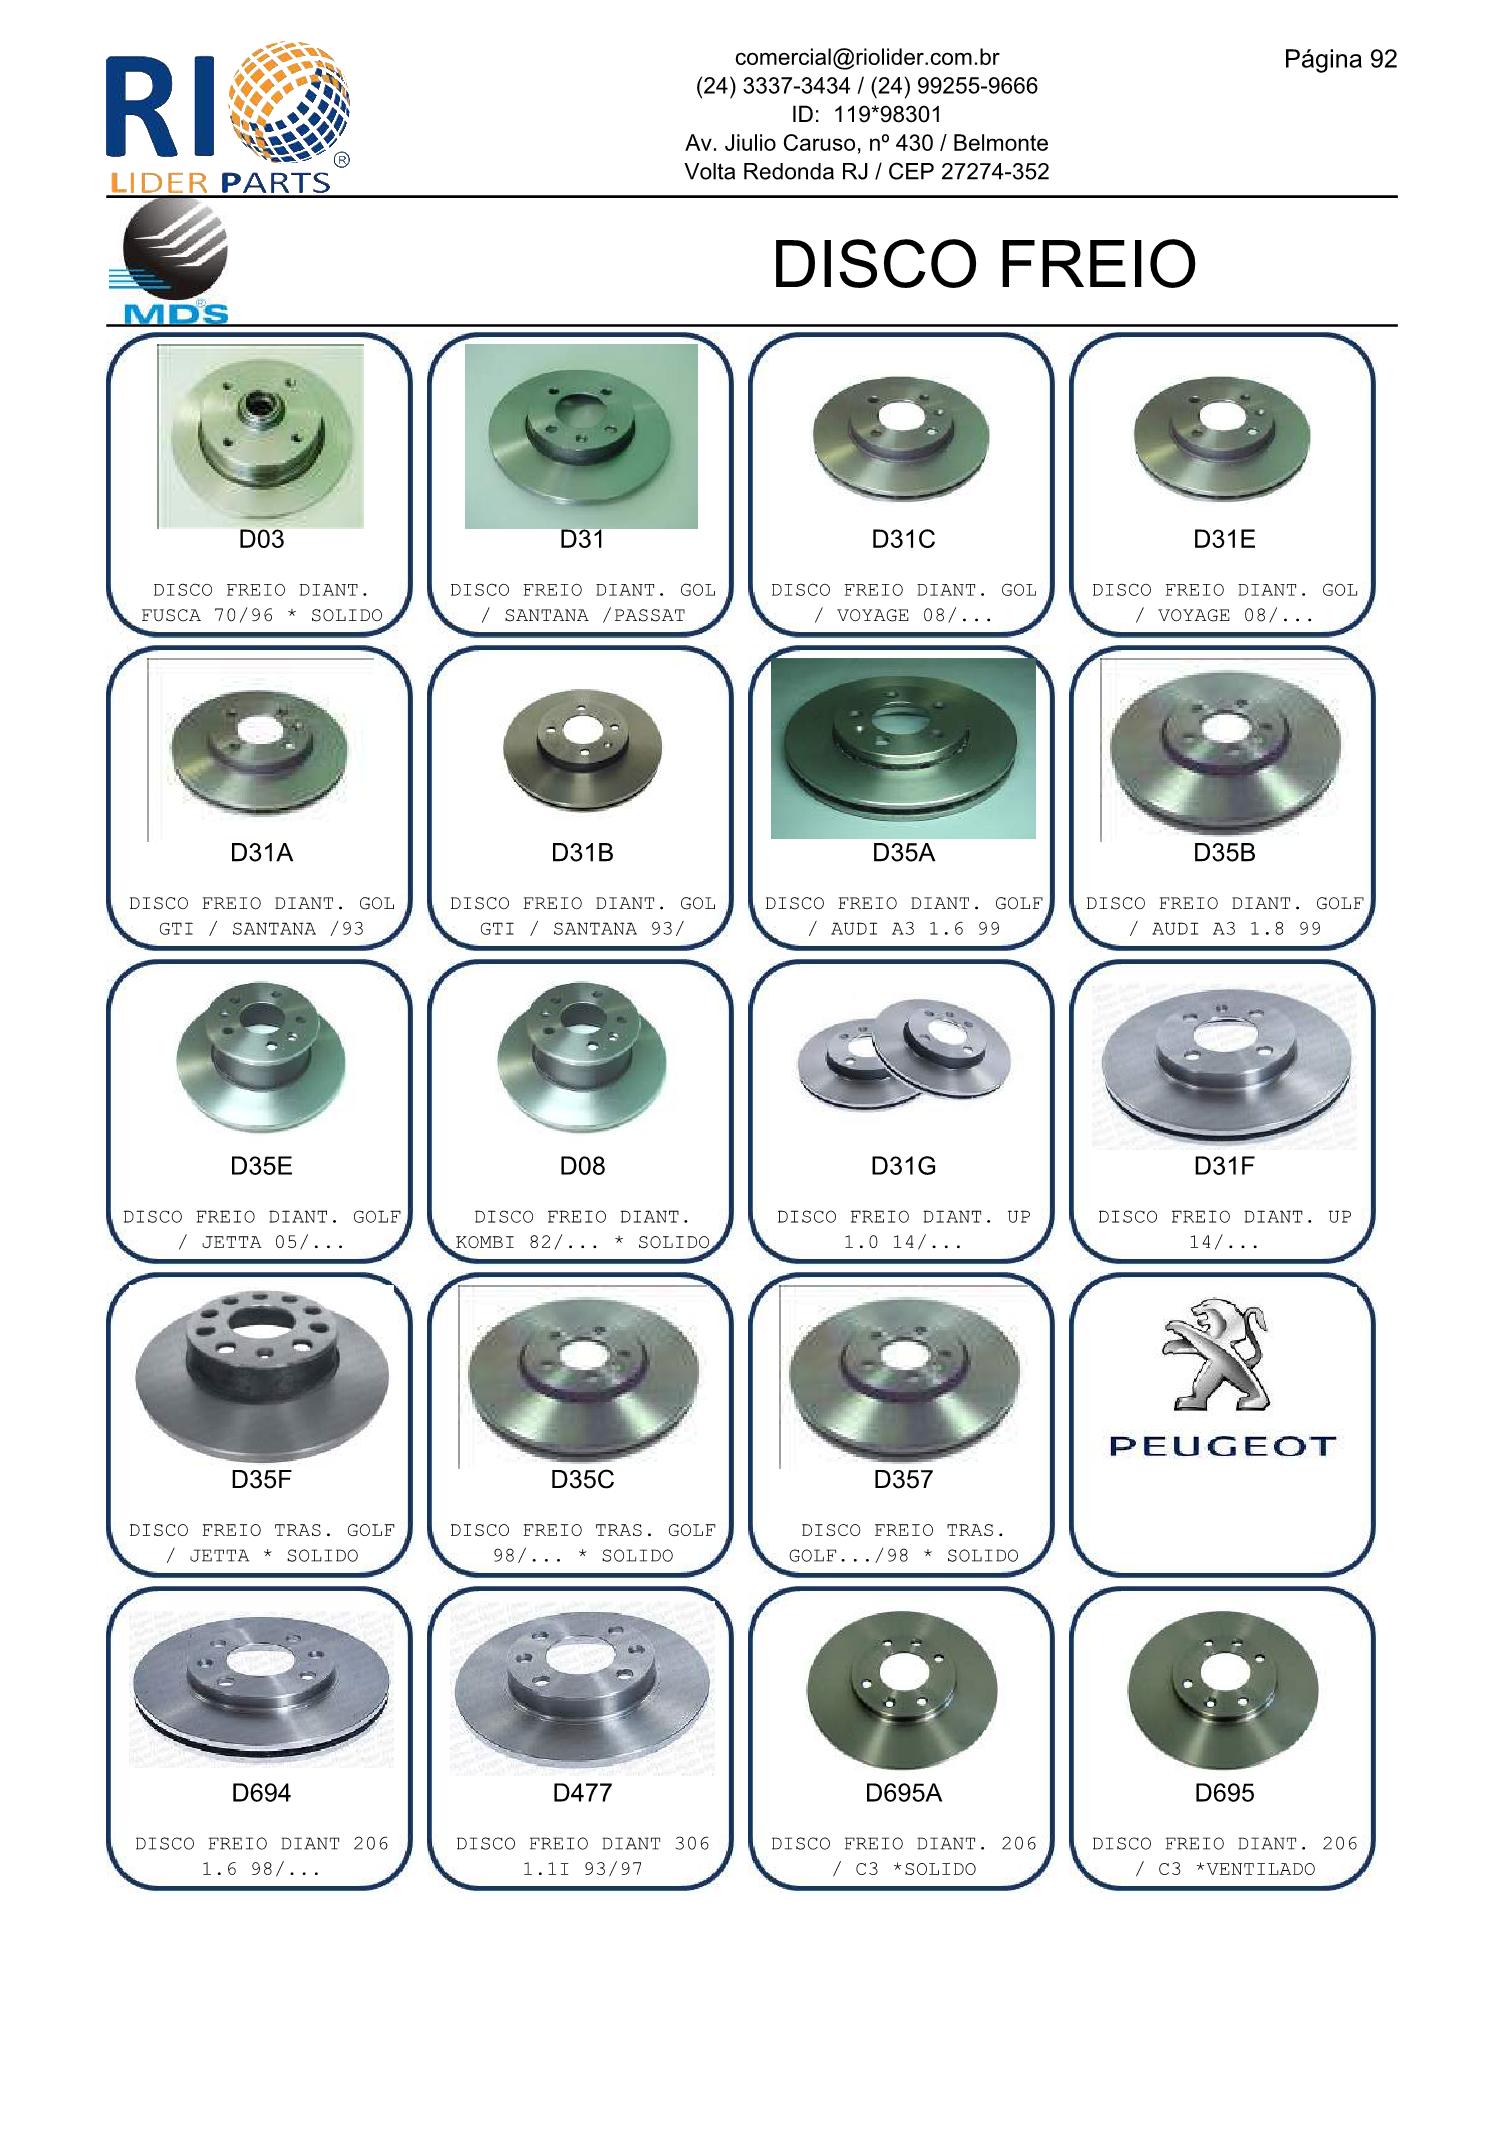 RIO
LIDER PARTS
®
comercial@riolider.com.br
(24) 3337-3434 / (24) 99255-9666
ID: 119*98301
Av. Jiulio Caruso, nº 430 / Belmonte
Volta Redonda RJ / CEP 27274-352
Página 92
MDS
®
DISCO FREIO
D03
DISCO FREIO DIANT.
FUSCA 70/96 * SOLIDO
D31
DISCO FREIO DIANT. GOL
/ SANTANA /PASSAT
D31C
DISCO FREIO DIANT. GOL
/ VOYAGE 08/...
D31E
DISCO FREIO DIANT. GOL
/ VOYAGE 08/...
D31A
DISCO FREIO DIANT. GOL
GTI / SANTANA /93
D31B
DISCO FREIO DIANT. GOL
GTI / SANTANA 93/
D35A
DISCO FREIO DIANT. GOLF
/ AUDI A3 1.6 99
D35B
DISCO FREIO DIANT. GOLF
/ AUDI A3 1.8 99
D35E
DISCO FREIO DIANT. GOLF
/ JETTA 05/...
D08
DISCO FREIO DIANT.
KOMBI 82/... * SOLIDO
D31G
DISCO FREIO DIANT. UP
1.0 14/...
D31F
DISCO FREIO DIANT. UP
14/...
D35F
DISCO FREIO TRAS. GOLF
/ JETTA * SOLIDO
D35C
DISCO FREIO TRAS. GOLF
98/... * SOLIDO
D357
DISCO FREIO TRAS.
GOLF.../98 * SOLIDO
PEUGEOT
D694
DISCO FREIO DIANT 206
1.6 98/...
D477
DISCO FREIO DIANT 306
1.1I 93/97
D695A
DISCO FREIO DIANT. 206
/ C3 *SOLIDO
D695
DISCO FREIO DIANT. 206
/ C3 *VENTILADO